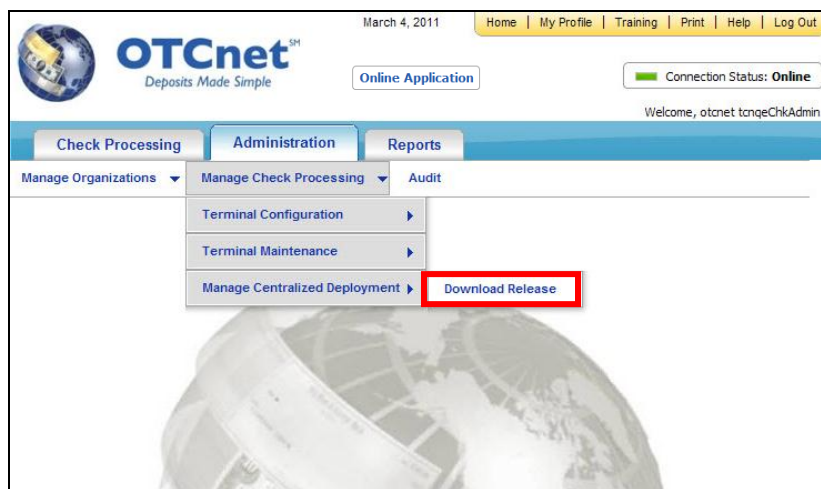 March 4, 2011
Home | My Profile | Training | Print | Help | Log Out
OTCnet SM
Deposits Made Simple
Online Application
Connection Status: Online
Welcome, otcnet tcnqeChkAdmin
Check Processing
Administration
Reports
Manage Organizations
Manage Check Processing
Audit
Terminal Configuration
Terminal Maintenance
Manage Centralized Deployment
Download Release